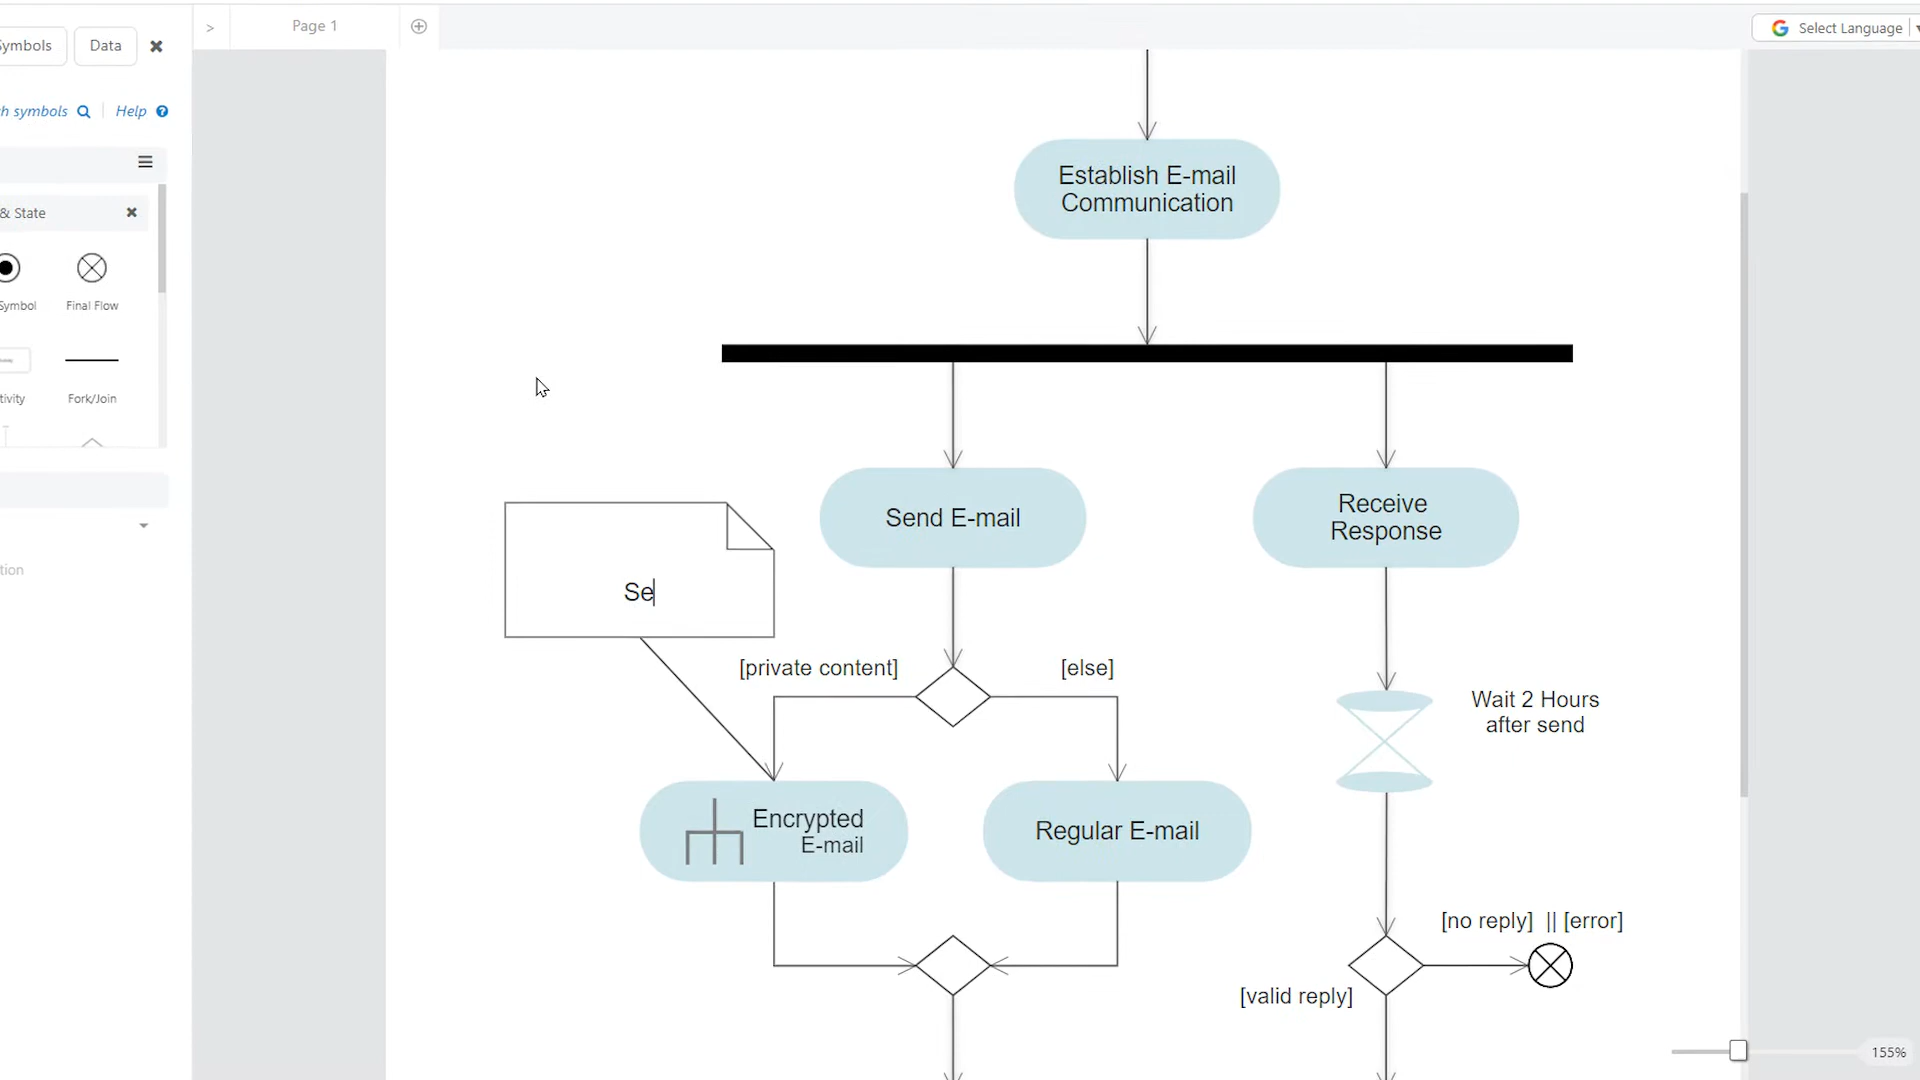 Symbols
Data
>
Page 1
Select Language
h symbols
Help
& State
Symbol
Final Flow
tivity
Fork/Join
tion
Establish E-mail
Communication
Send E-mail
Receive
Response
Se
[private content]
[else]
Wait 2 Hours
after send
Encrypted
E-mail
Regular E-mail
[no reply] || [error]
[valid reply]
155%